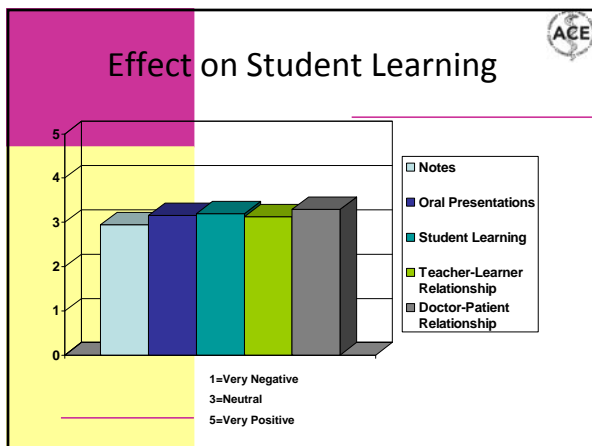 ACE
Effect on Student Learning
5
4
3
2
1
0
Notes
Oral Presentations
Student Learning
Teacher-Learner
Relationship
Doctor-Patient
Relationship
1=Very Negative
3=Neutral
5=Very Positive